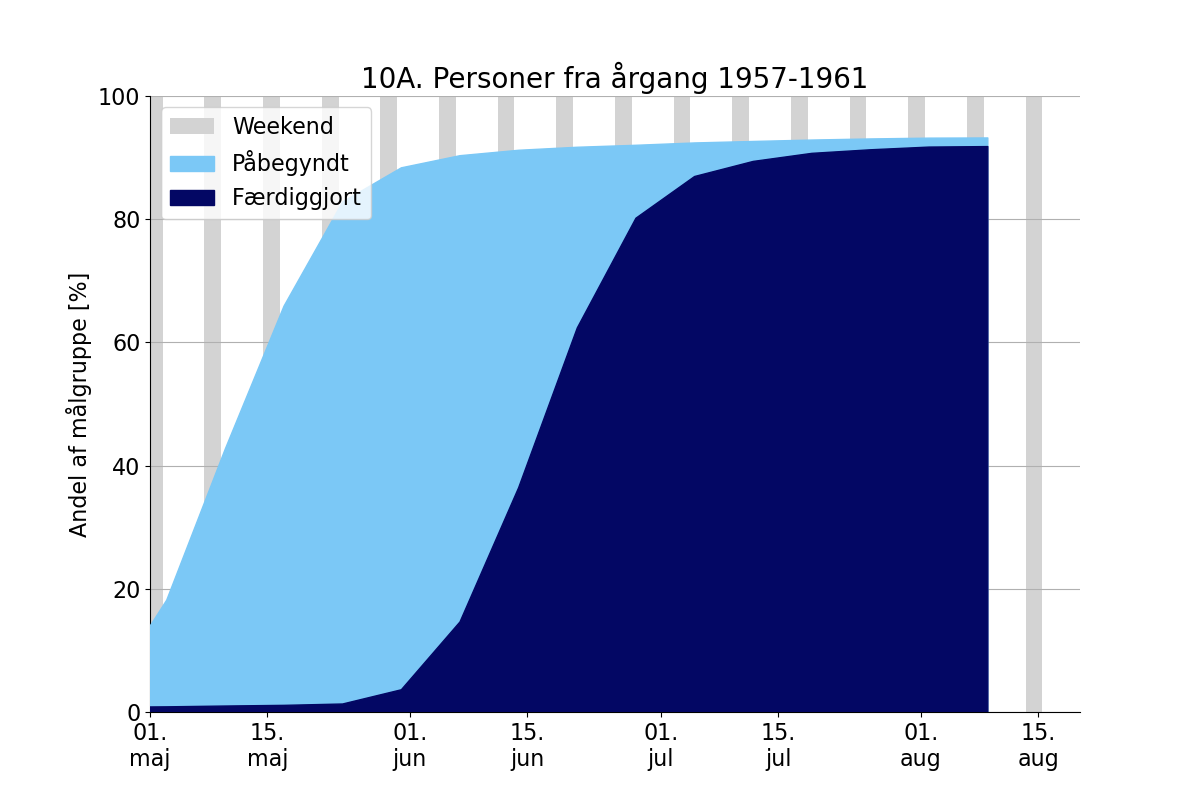 10A. Personer fra årgang 1957-1961
Andel af målgruppe [%]
100
80
60
40
20
0
Weekend
Påbegyndt
Færdiggjort
01. 15. 01. 15. 01. 15. 01. 15.
maj maj jun jun jul jul aug aug